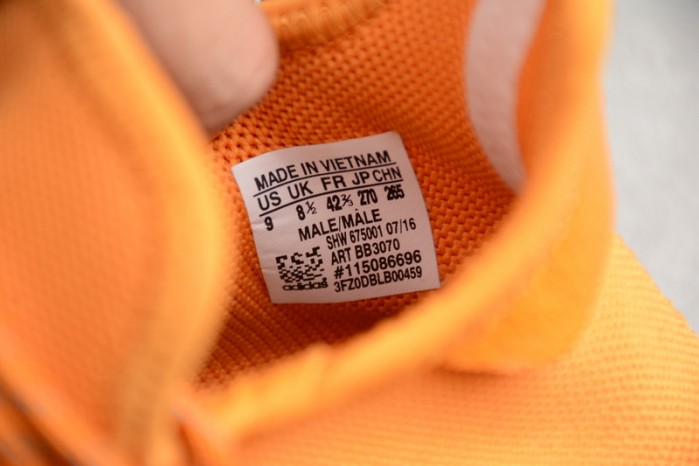 MADE IN VIETNAM
US UK FR JP CHN
9 8½ 42⅔ 270 265
MALE/MÂLE
SHW 675001 07/16
ART BB3070
#115086696
adidas 3FZ0DBLB00459